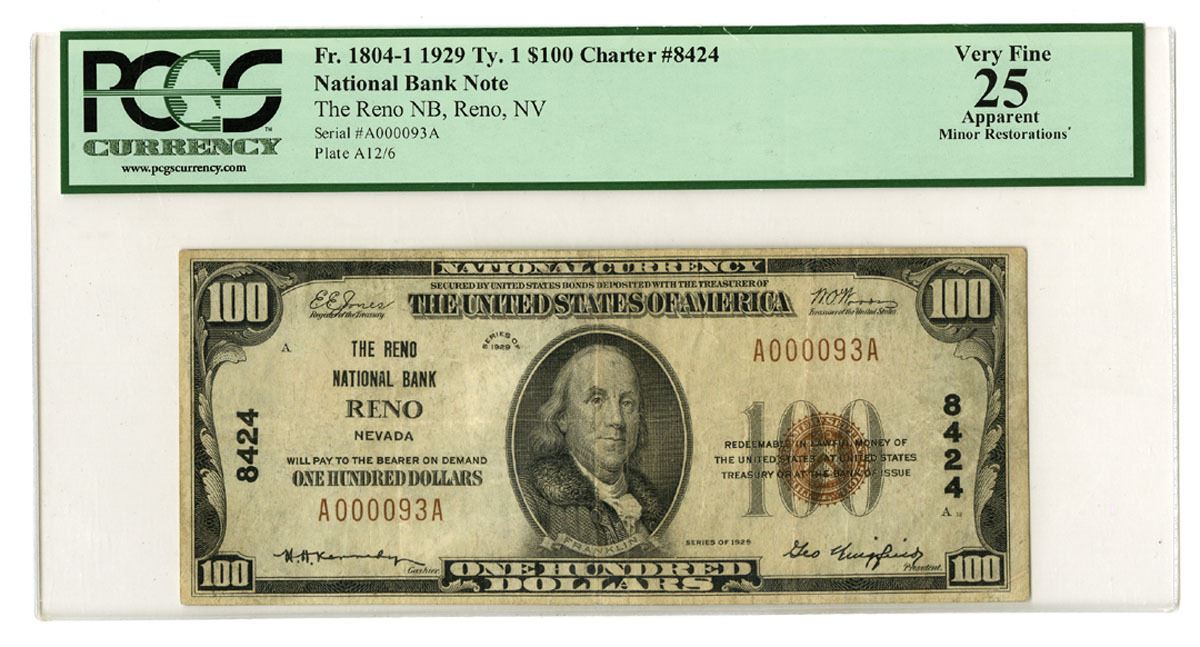 PCGS
TM
CURRENCY
www.pcgscurrency.com
Fr. 1804-1 1929 Ty. 1 $100 Charter #8424
National Bank Note
The Reno NB, Reno, NV
Serial #A000093A
Plate A12/6
Very Fine
25
Apparent
Minor Restorations'
NATIONAL CURRENCY
SECURED BY UNITED STATES BONDS DEPOSITED WITH THE TREASURER OF
THE UNITED STATES OF AMERICA
100
100
E.E. Jones
Register of the Treasury
W.O. Woods
Treasurer of the United States
A
THE RENO
NATIONAL BANK
RENO
NEVADA
SERIES OF
1929
A000093A
8424
WILL PAY TO THE BEARER ON DEMAND
ONE HUNDRED DOLLARS
A000093A
100
REDEEMABLE IN LAWFUL MONEY OF
THE UNITED STATES AT UNITED STATES
TREASURY OR AT THE BANK OF ISSUE
8424
A
FRANKLIN
SERIES OF 1929
H.H. Kennedy
Cashier
Geo Wingfield
President
100
ONE HUNDRED
DOLLARS
100